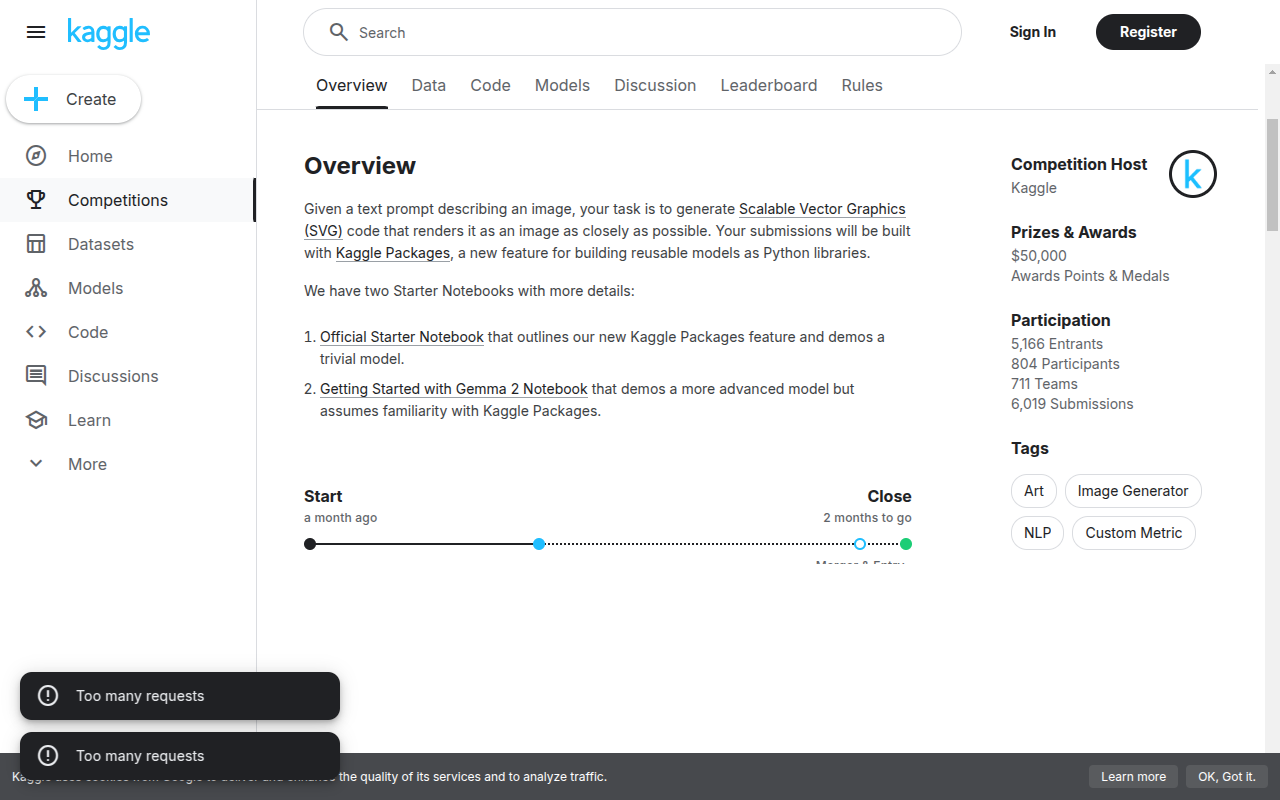 kaggle
Search
Sign In
Register
Create
Home
Competitions
Datasets
Models
Code
Discussions
Learn
More
Overview
Data
Code
Models
Discussion
Leaderboard
Rules
Overview
Given a text prompt describing an image, your task is to generate Scalable Vector Graphics
(SVG) code that renders it as an image as closely as possible. Your submissions will be built
with Kaggle Packages, a new feature for building reusable models as Python libraries.
We have two Starter Notebooks with more details:
1. Official Starter Notebook that outlines our new Kaggle Packages feature and demos a
trivial model.
2. Getting Started with Gemma 2 Notebook that demos a more advanced model but
assumes familiarity with Kaggle Packages.
Start
a month ago
Close
2 months to go
Competition Host
Kaggle
k
Prizes & Awards
$50,000
Awards Points & Medals
Participation
5,166 Entrants
804 Participants
711 Teams
6,019 Submissions
Tags
Art
Image Generator
NLP
Custom Metric
Too many requests
Too many requests
the quality of its services and to analyze traffic.
Learn more
OK, Got it.